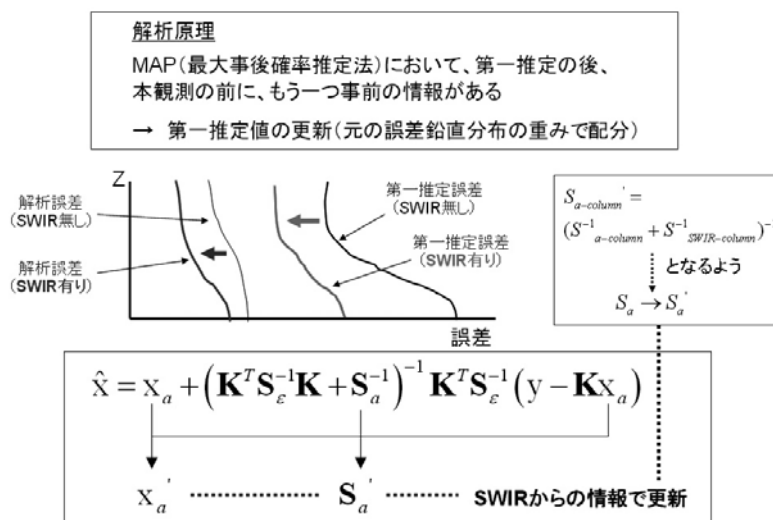 解析原理
MAP(最大事後確率推定法)において、第一推定の後、
本観測の前に、もう一つ事前の情報がある
→ 第一推定値の更新(元の誤差鉛直分布の重みで配分)
Z
解析誤差
(SWIR無し)
解析誤差
(SWIR有り)
第一推定誤差
(SWIR無し)
第一推定誤差
(SWIR有り)
誤差
S_{a-column}' =
(S^{-1}_{a-column} + S^{-1}_{SWIR-column})^{-
となるよう
S_a → S_a'
x̂ = x_a + (K^T S_ε^{-1} K + S_a^{-1})^{-1} K^T S_ε^{-1} (y − Kx_a)
x_a' S_a' SWIRからの情報で更新